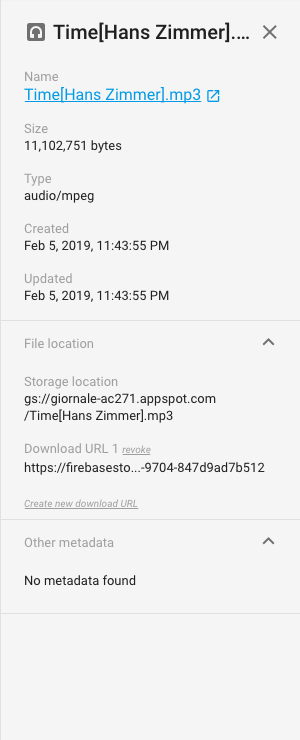 Time[Hans Zimmer]....
Name
Time[Hans Zimmer].mp3
Size
11,102,751 bytes
Type
audio/mpeg
Created
Feb 5, 2019, 11:43:55 PM
Updated
Feb 5, 2019, 11:43:55 PM
File location
Storage location
gs://giornale-ac271.appspot.com
/Time[Hans Zimmer].mp3
Download URL 1 revoke
https://firebasesto...-9704-847d9ad7b512
Create new download URL
Other metadata
No metadata found